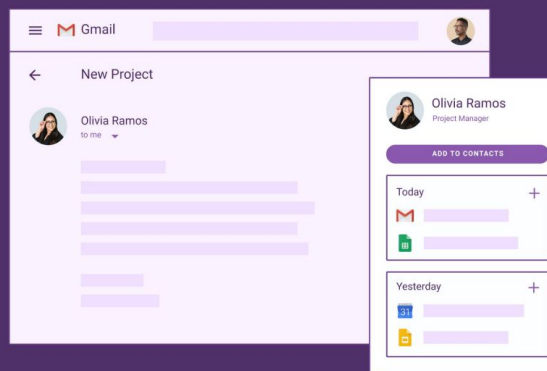 Gmail
New Project
Olivia Ramos
to me
Olivia Ramos
Project Manager
ADD TO CONTACTS
Today
Yesterday
31